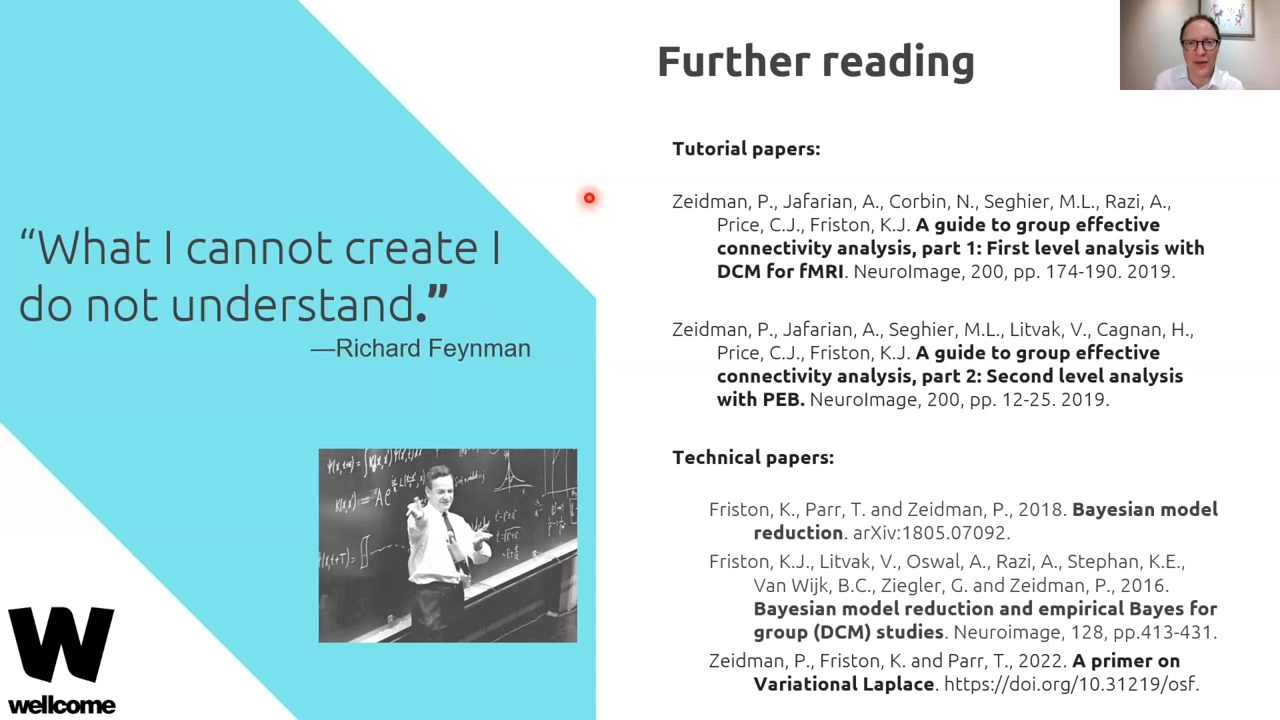 Further reading
“What I cannot create I
do not understand.”
—Richard Feynman
Tutorial papers:
Zeidman, P., Jafarian, A., Corbin, N., Seghier, M.L., Razi, A.,
Price, C.J., Friston, K.J. A guide to group effective
connectivity analysis, part 1: First level analysis with
DCM for fMRI. NeuroImage, 200, pp. 174-190. 2019.
Zeidman, P., Jafarian, A., Seghier, M.L., Litvak, V., Cagnan, H.,
Price, C.J., Friston, K.J. A guide to group effective
connectivity analysis, part 2: Second level analysis
with PEB. NeuroImage, 200, pp. 12-25. 2019.
Technical papers:
Friston, K., Parr, T. and Zeidman, P., 2018. Bayesian model
reduction. arXiv:1805.07092.
Friston, K.J., Litvak, V., Oswal, A., Razi, A., Stephan, K.E.,
Van Wijk, B.C., Ziegler, G. and Zeidman, P., 2016.
Bayesian model reduction and empirical Bayes for
group (DCM) studies. Neuroimage, 128, pp.413-431.
Zeidman, P., Friston, K. and Parr, T., 2022. A primer on
Variational Laplace. https://doi.org/10.31219/osf.
W
wellcome